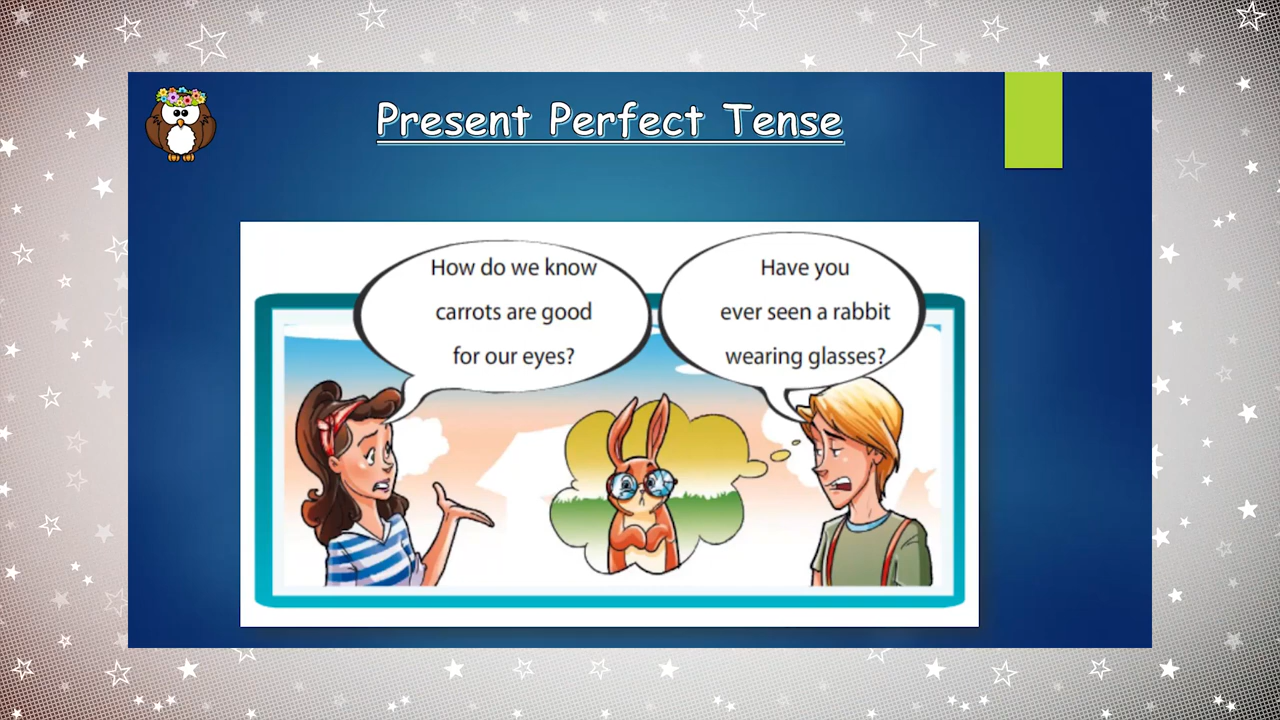 Present Perfect Tense
How do we know
carrots are good
for our eyes?
Have you
ever seen a rabbit
wearing glasses?